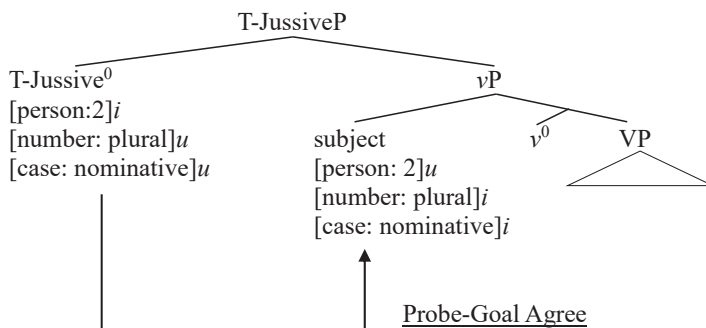 T-JussiveP
T-Jussive⁰
[person:2]i
[number: plural]u
[case: nominative]u
vP
subject
[person: 2]u
[number: plural]i
[case: nominative]i
v⁰
VP
Probe-Goal Agree